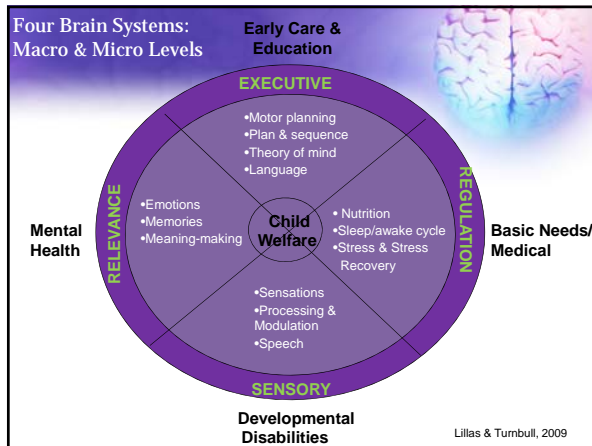 Four Brain Systems:
Macro & Micro Levels
Early Care &
Education
EXECUTIVE
•Motor planning
•Plan & sequence
•Theory of mind
•Language
Mental
Health
RELEVANCE
•Emotions
•Memories
•Meaning-making
Child
Welfare
• Nutrition
•Sleep/awake cycle
•Stress & Stress
Recovery
REGULATION
Basic Needs/
Medical
•Sensations
•Processing &
Modulation
•Speech
SENSORY
Developmental
Disabilities
Lillas & Turnbull, 2009